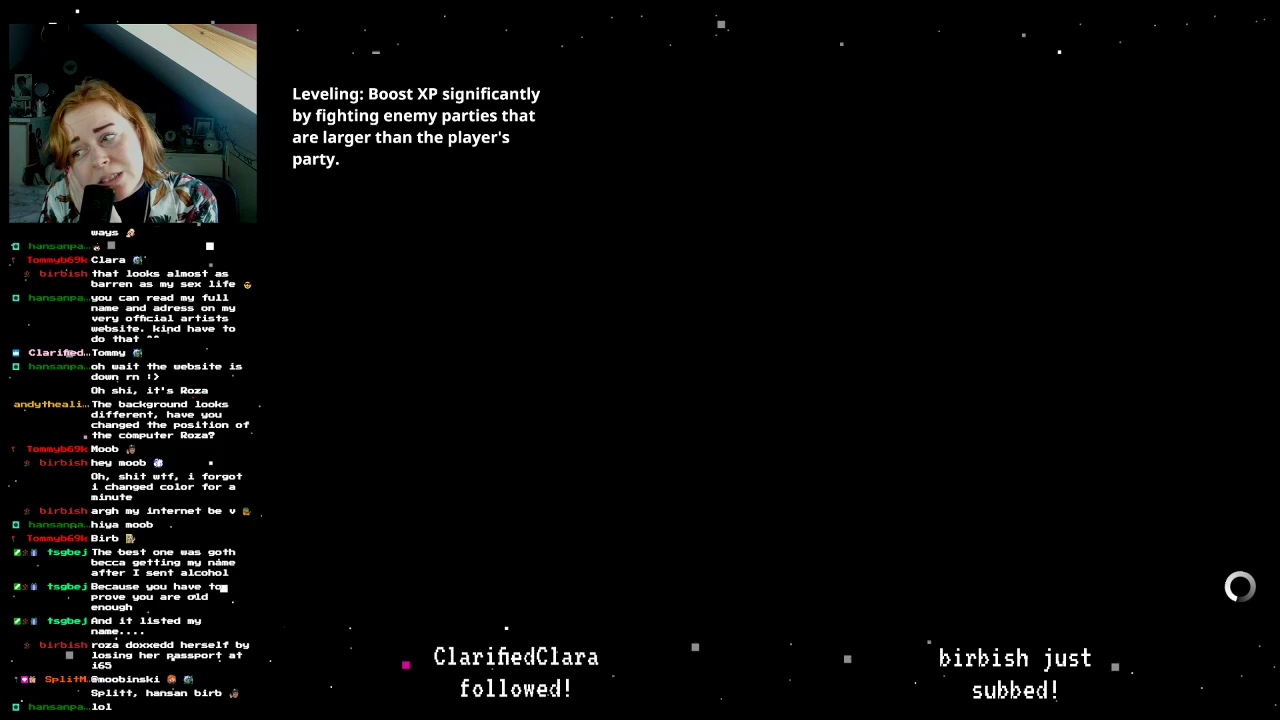 Leveling: Boost XP significantly
by fighting enemy parties that
are larger than the player's
party.
ways
hansanpa…
Tommyb69k Clara
birbish that looks almost as
barren as my sex life
hansanpa… you can read my full
name and adress on my
very official artists
website. kind have to
do that ^^
Clarified… Tommy
hansanpa… oh wait the website is
down rn :>
Oh shi, it's Roza
andytheali… The background looks
different, have you
changed the position of
the computer Roza?
Tommyb69k Moob
birbish hey moob
Oh, shit wtf, i forgot
i changed color for a
minute
birbish argh my internet be v
hansanpa… hiya moob
Tommyb69k Birb
tsgbej The best one was goth
becca getting my name
after I sent alcohol
tsgbej Because you have to
prove you are old
enough
tsgbej And it listed my
name....
birbish roza doxxedd herself by
losing her passport at
i65
SplitM… @moobinski
Splitt, hansan birb
hansanpa… lol
ClarifiedClara
followed!
birbish just
subbed!